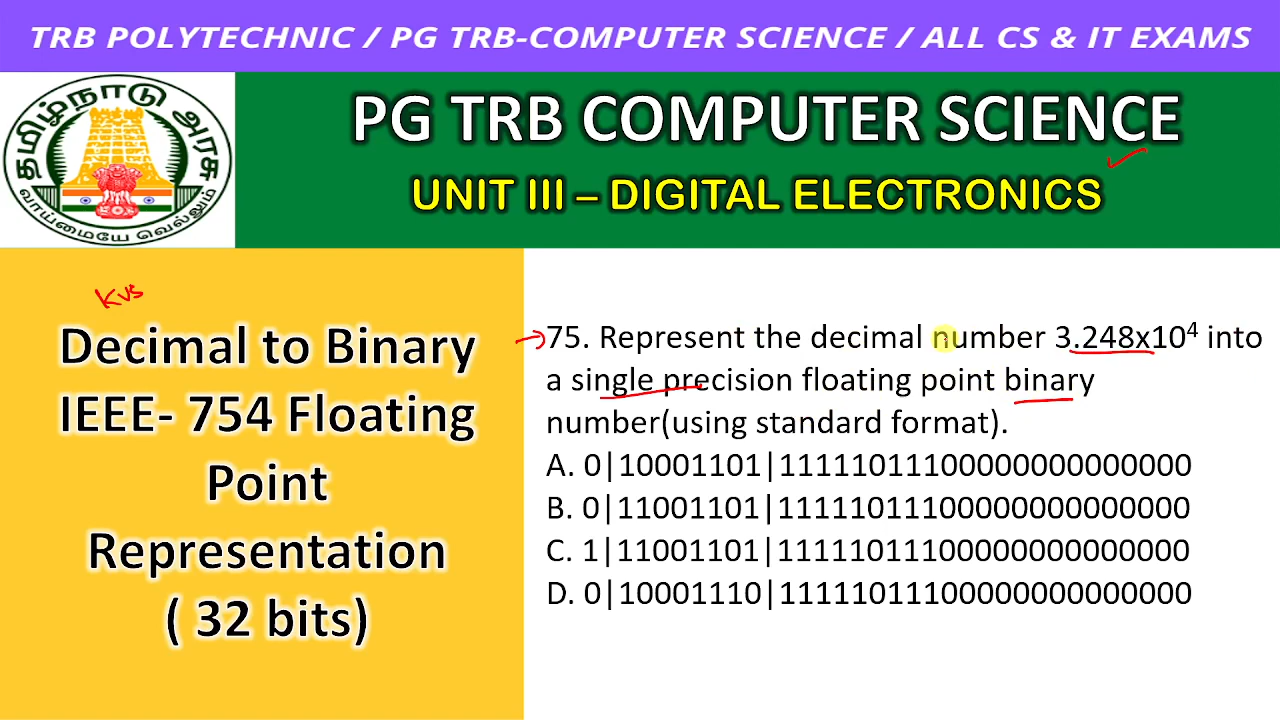 TRB POLYTECHNIC / PG TRB-COMPUTER SCIENCE / ALL CS & IT EXAMS
தமிழ்நாடு அரசு
வாய்மையே வெல்லும்
PG TRB COMPUTER SCIENCE
UNIT III – DIGITAL ELECTRONICS
KVS
Decimal to Binary
IEEE- 754 Floating
Point
Representation
( 32 bits)
75. Represent the decimal number 3.248x10⁴ into
a single precision floating point binary
number(using standard format).
A. 0|10001101|11111011100000000000000
B. 0|11001101|11111011100000000000000
C. 1|11001101|11111011100000000000000
D. 0|10001110|11111011100000000000000